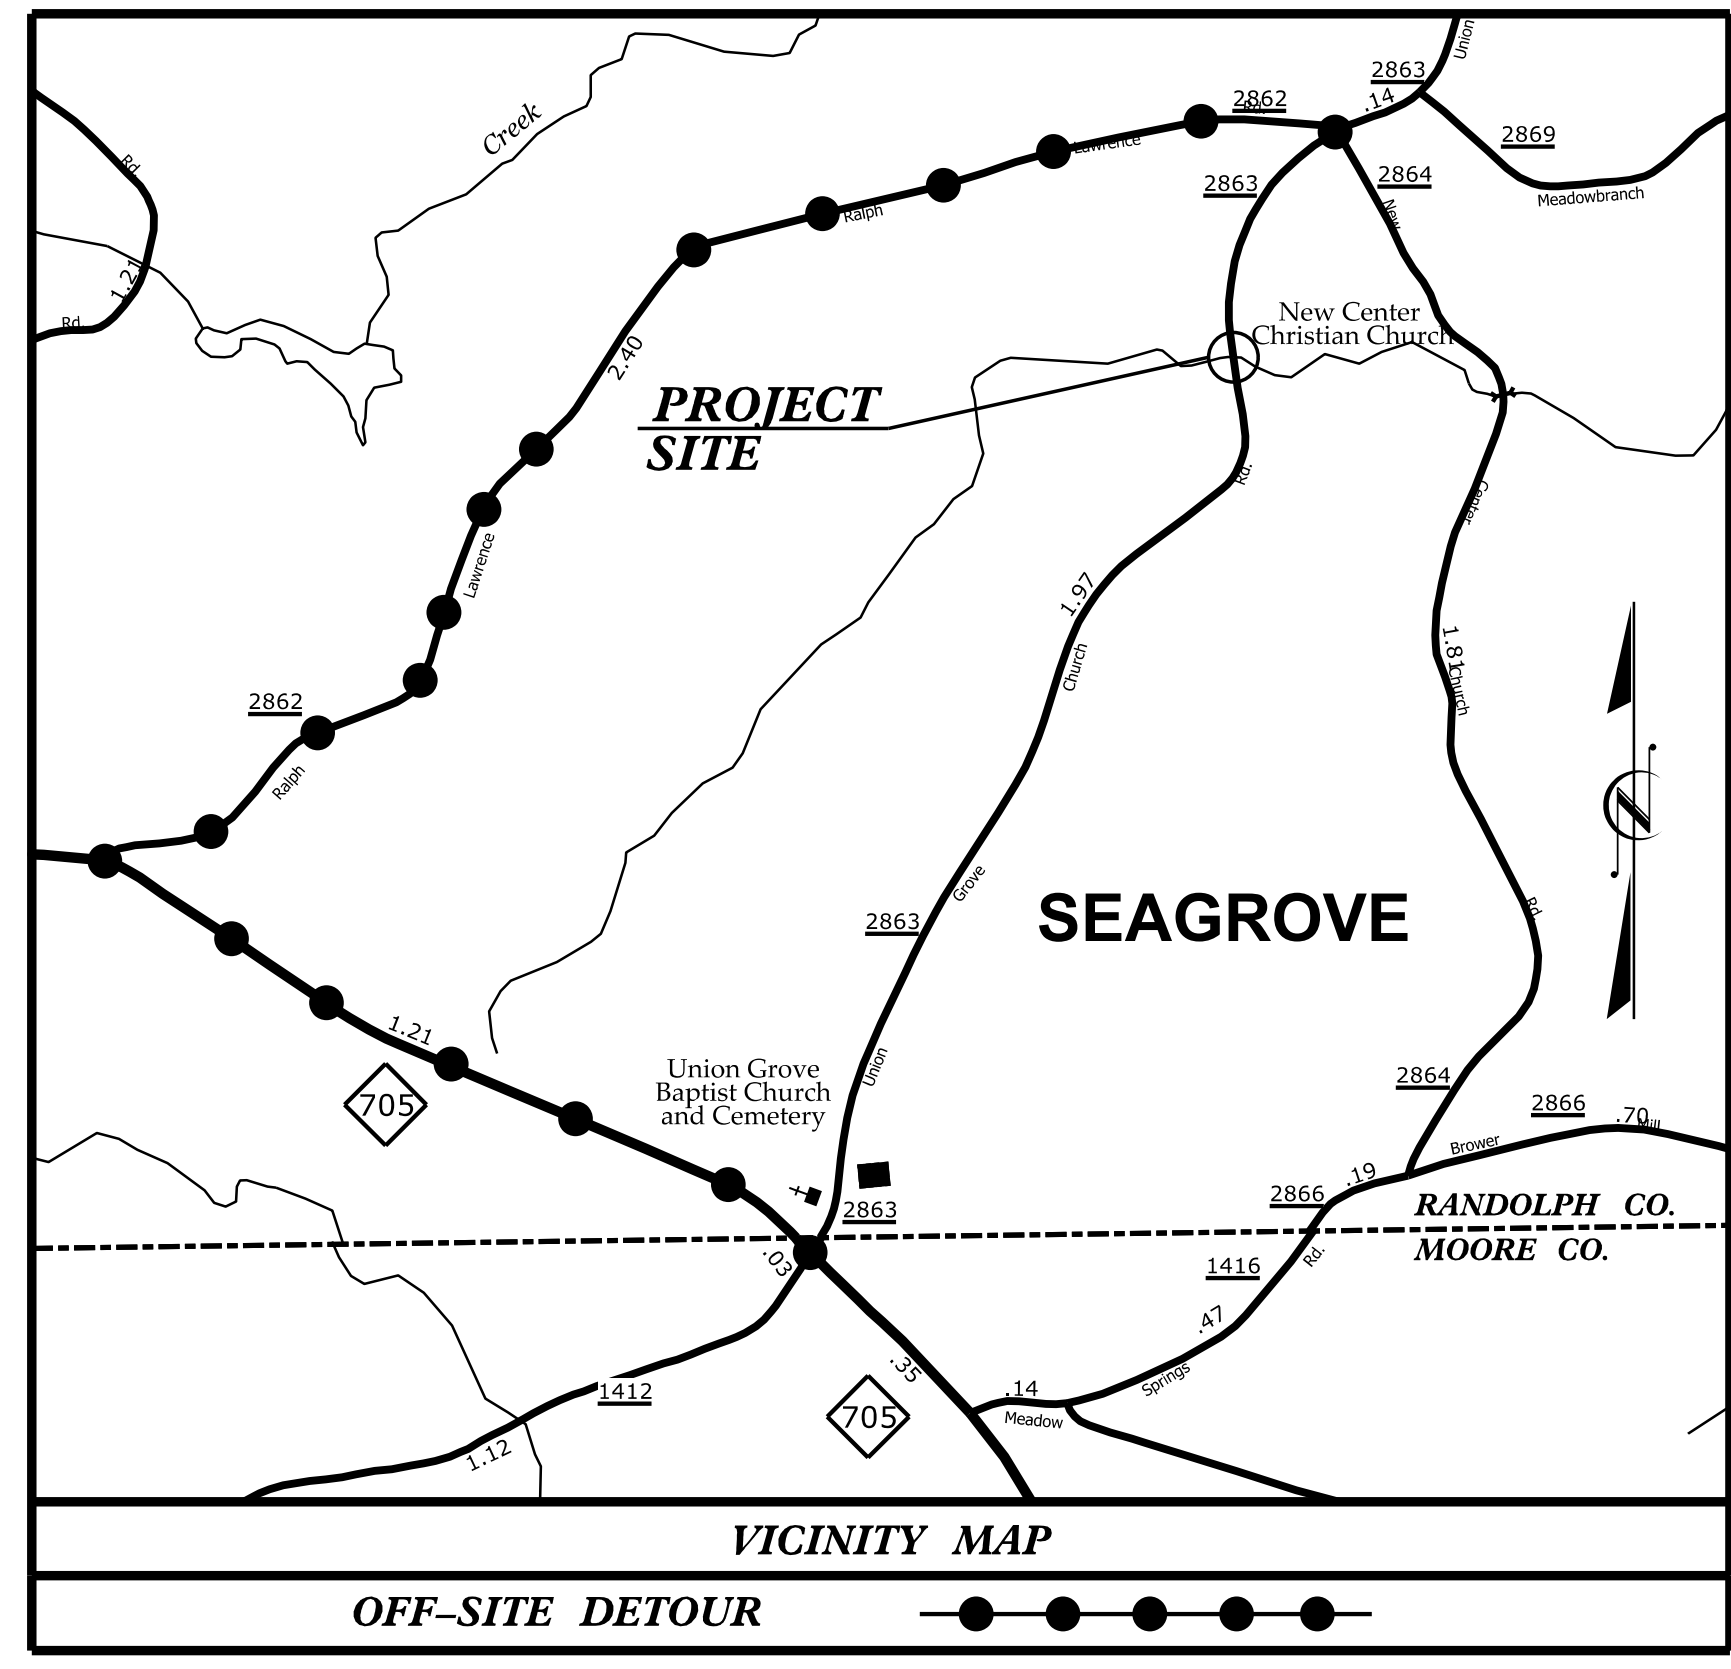 Union
2863
.14
2862
Rd.
Lawrence
2869
Meadowbranch
2864
New
2863
Creek
Rd.
1.21
Rd.
Ralph
New Center
Christian Church
2.40
PROJECT
SITE
Rd.
Center
Lawrence
1.97
Church
1.81
Church
2862
Ralph
N
Grove
2863
SEAGROVE
Rd.
1.21
705
Union Grove
Baptist Church
and Cemetery
Union
2864
2866
.70
Mill
Brower
.19
2866
2863
RANDOLPH CO.
MOORE CO.
.03
1416
Rd.
.47
Springs
.35
.14
Meadow
1412
705
1.12
VICINITY MAP
OFF–SITE DETOUR